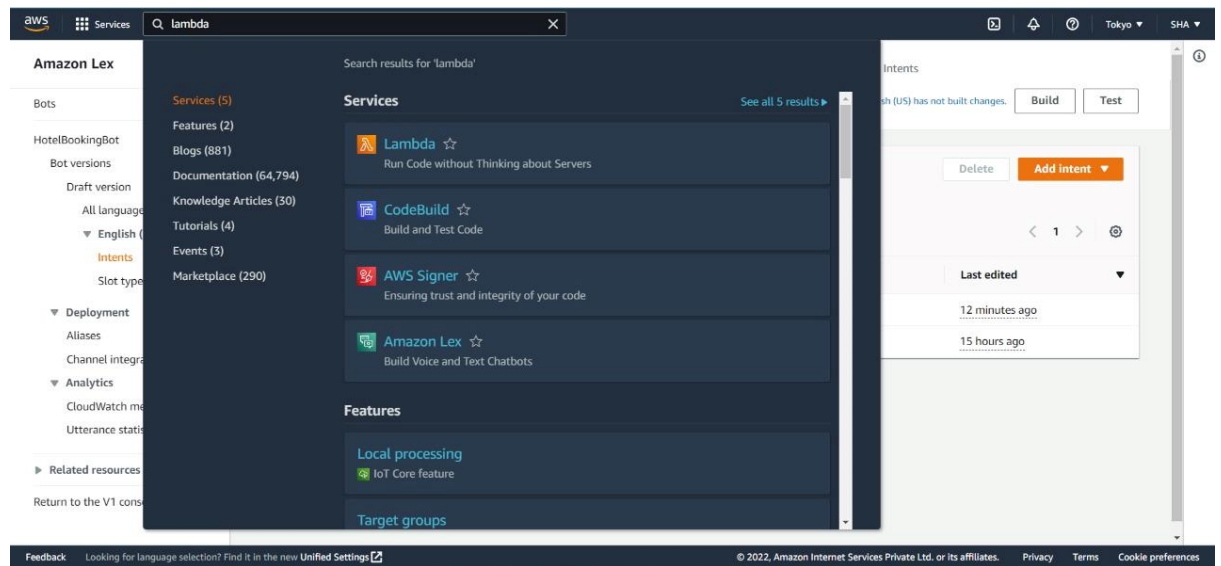 aws Services lambda Tokyo ▼ SHA ▼
Amazon Lex
Bots
HotelBookingBot
Bot versions
Draft version
All language
▼ English (
Intents
Slot type
▼ Deployment
Aliases
Channel integra
▼ Analytics
CloudWatch me
Utterance statis
▶ Related resources
Return to the V1 conso
Search results for 'lambda'
Services (5)
Features (2)
Blogs (881)
Documentation (64,794)
Knowledge Articles (30)
Tutorials (4)
Events (3)
Marketplace (290)
Services See all 5 results ▶
Lambda ☆
Run Code without Thinking about Servers
CodeBuild ☆
Build and Test Code
AWS Signer ☆
Ensuring trust and integrity of your code
Amazon Lex ☆
Build Voice and Text Chatbots
Features
Local processing
IoT Core feature
Target groups
Intents
sh (US) has not built changes. Build Test
Delete Add intent ▼
< 1 >
Last edited ▼
12 minutes ago
15 hours ago
Feedback Looking for language selection? Find it in the new Unified Settings © 2022, Amazon Internet Services Private Ltd. or its affiliates. Privacy Terms Cookie preferences